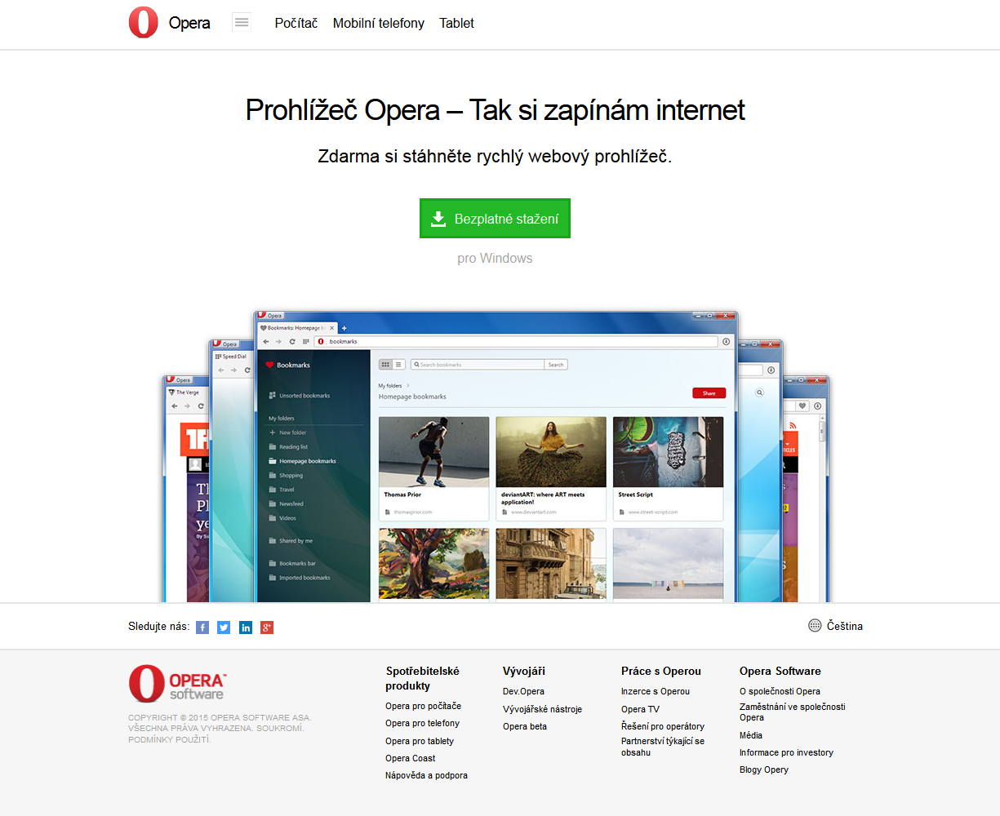 Opera
Počítač
Mobilní telefony
Tablet
Prohlížeč Opera – Tak si zapínám internet
Zdarma si stáhněte rychlý webový prohlížeč.
Bezplatné stažení
pro Windows
Opera
Bookmarks: Homepage
bookmarks
Opera
Speed Dial
Opera
The Verge
Bookmarks
Search bookmarks
Search
My folders
Homepage bookmarks
Share
Unsorted bookmarks
My folders
New folder
Reading list
Homepage bookmarks
Shopping
Travel
Newsfeed
Videos
Shared by me
Bookmarks bar
Imported bookmarks
Thomas Prior
thomasprior.com
deviantART: where ART meets
application!
www.deviantart.com
Street Script
www.street-script.com
Sledujte nás:
Čeština
OPERA™
software
COPYRIGHT © 2015 OPERA SOFTWARE ASA.
VŠECHNA PRÁVA VYHRAZENA. SOUKROMÍ.
PODMÍNKY POUŽITÍ.
Spotřebitelské
produkty
Opera pro počítače
Opera pro telefony
Opera pro tablety
Opera Coast
Nápověda a podpora
Vývojáři
Dev.Opera
Vývojářské nástroje
Opera beta
Práce s Operou
Inzerce s Operou
Opera TV
Řešení pro operátory
Partnerství týkající se
obsahu
Opera Software
O společnosti Opera
Zaměstnání ve společnosti
Opera
Média
Informace pro investory
Blogy Opery